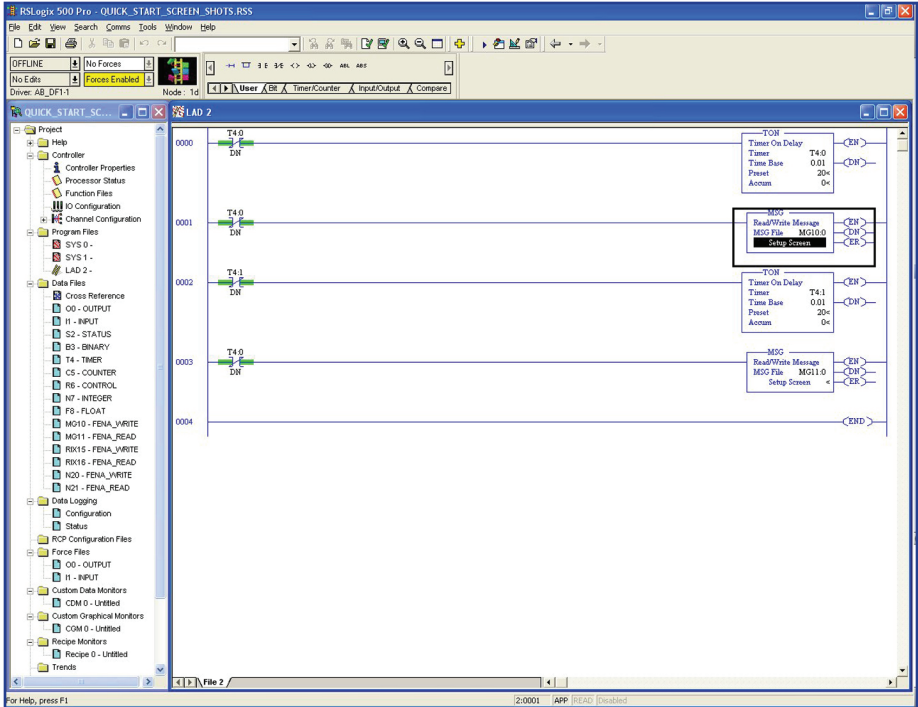 RSLogix 500 Pro - QUICK_START_SCREEN_SHOTS.RSS
File Edit View Search Comms Tools Window Help
OFFLINE No Forces
No Edits Forces Enabled
Driver: AB_DF1-1 Node : 1d
ABL ABS
User Bit Timer/Counter Input/Output Compare
QUICK_START_SC...
Project
Help
Controller
Controller Properties
Processor Status
Function Files
IO Configuration
Channel Configuration
Program Files
SYS 0 -
SYS 1 -
LAD 2 -
Data Files
Cross Reference
O0 - OUTPUT
I1 - INPUT
S2 - STATUS
B3 - BINARY
T4 - TIMER
C5 - COUNTER
R6 - CONTROL
N7 - INTEGER
F8 - FLOAT
MG10 - FENA_WRITE
MG11 - FENA_READ
RIX15 - FENA_WRITE
RIX16 - FENA_READ
N20 - FENA_WRITE
N21 - FENA_READ
Data Logging
Configuration
Status
RCP Configuration Files
Force Files
O0 - OUTPUT
I1 - INPUT
Custom Data Monitors
CDM 0 - Untitled
Custom Graphical Monitors
CGM 0 - Untitled
Recipe Monitors
Recipe 0 - Untitled
Trends
LAD 2
0000
T4:0
DN
TON
Timer On Delay EN
Timer T4:0
Time Base 0.01 DN
Preset 20<
Accum 0<
0001
T4:0
DN
MSG
Read/Write Message EN
MSG File MG10:0 DN
Setup Screen ER
0002
T4:1
DN
TON
Timer On Delay EN
Timer T4:1
Time Base 0.01 DN
Preset 20<
Accum 0<
0003
T4:0
DN
MSG
Read/Write Message EN
MSG File MG11:0 DN
Setup Screen < ER
0004
END
File 2
For Help, press F1 2:0001 APP READ Disabled